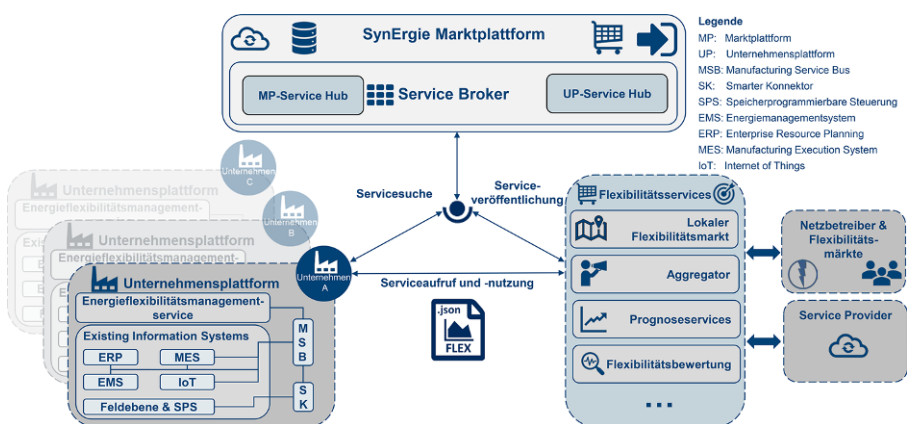 SynErgie Marktplattform
MP-Service Hub
Service Broker
UP-Service Hub
Legende
MP: Marktplattform
UP: Unternehmensplattform
MSB: Manufacturing Service Bus
SK: Smarter Konnektor
SPS: Speicherprogrammierbare Steuerung
EMS: Energiemanagementsystem
ERP: Enterprise Resource Planning
MES: Manufacturing Execution System
IoT: Internet of Things
Servicesuche
Service-
veröffentlichung
Serviceaufruf und -nutzung
.json
FLEX
Unternehmen
C
Unternehmensplattform
Energieflexibilitätsmanagement-
Unternehmen
B
Unternehmensplattform
Energieflexibilitätsmanagement-
Unternehmen
A
Unternehmensplattform
Energieflexibilitätsmanagement-
service
Existing Information Systems
ERP
MES
EMS
IoT
Feldebene & SPS
M
S
B
S
K
Flexibilitätsservices
Lokaler
Flexibilitätsmarkt
Aggregator
Prognoseservices
Flexibilitätsbewertung
...
Netzbetreiber &
Flexibilitäts-
märkte
Service Provider